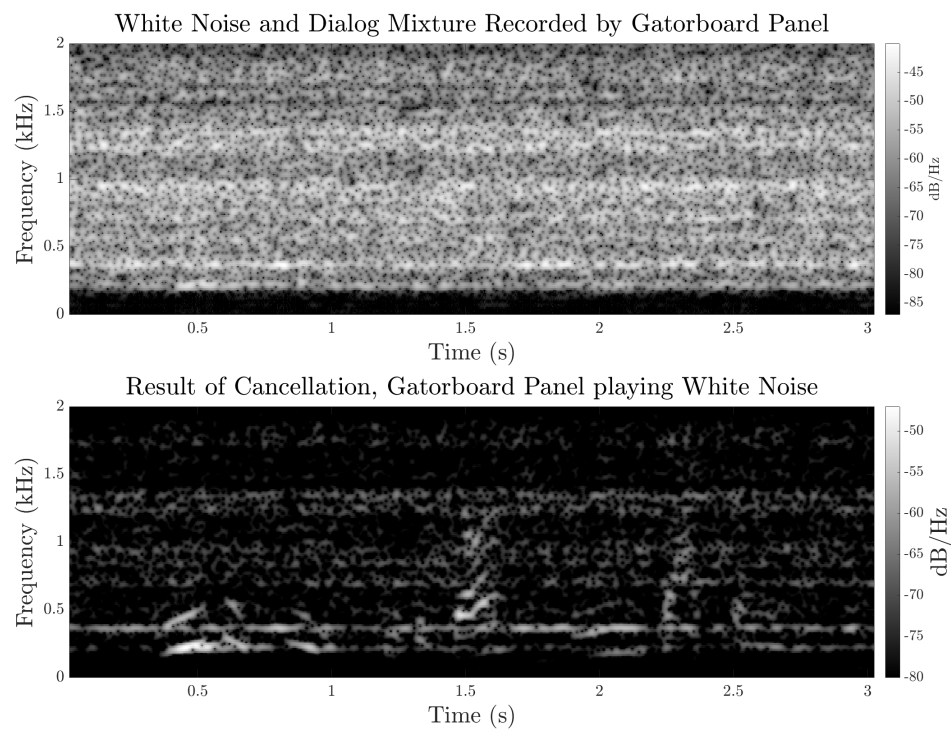 White Noise and Dialog Mixture Recorded by Gatorboard Panel
2
1.5
1
0.5
0
Frequency (kHz)
0.5 1 1.5 2 2.5 3
Time (s)
-45
-50
-55
-60
-65
-70
-75
-80
-85
dB/Hz
Result of Cancellation, Gatorboard Panel playing White Noise
2
1.5
1
0.5
0
Frequency (kHz)
0.5 1 1.5 2 2.5 3
Time (s)
-50
-55
-60
-65
-70
-75
-80
dB/Hz